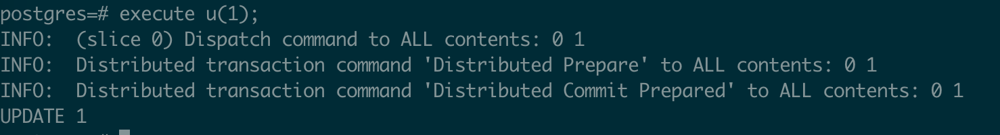 postgres=# execute u(1);
INFO:  (slice 0) Dispatch command to ALL contents: 0 1
INFO:  Distributed transaction command 'Distributed Prepare' to ALL contents: 0 1
INFO:  Distributed transaction command 'Distributed Commit Prepared' to ALL contents: 0 1
UPDATE 1